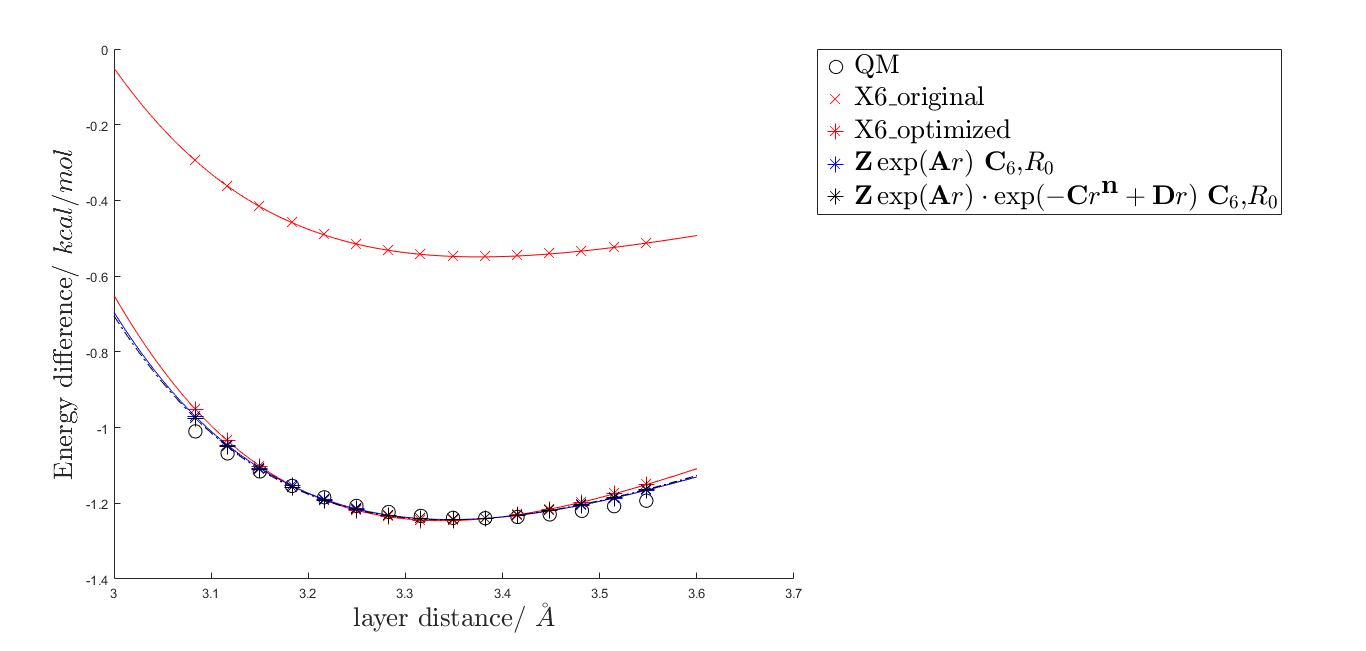 0
-0.2
-0.4
-0.6
-0.8
-1
-1.2
-1.4
3 3.1 3.2 3.3 3.4 3.5 3.6 3.7
Energy difference/ kcal/mol
layer distance/ Å
QM
X6_original
X6_optimized
Z exp(Ar) C₆,R₀
Z exp(Ar) · exp(−Crⁿ + Dr) C₆,R₀